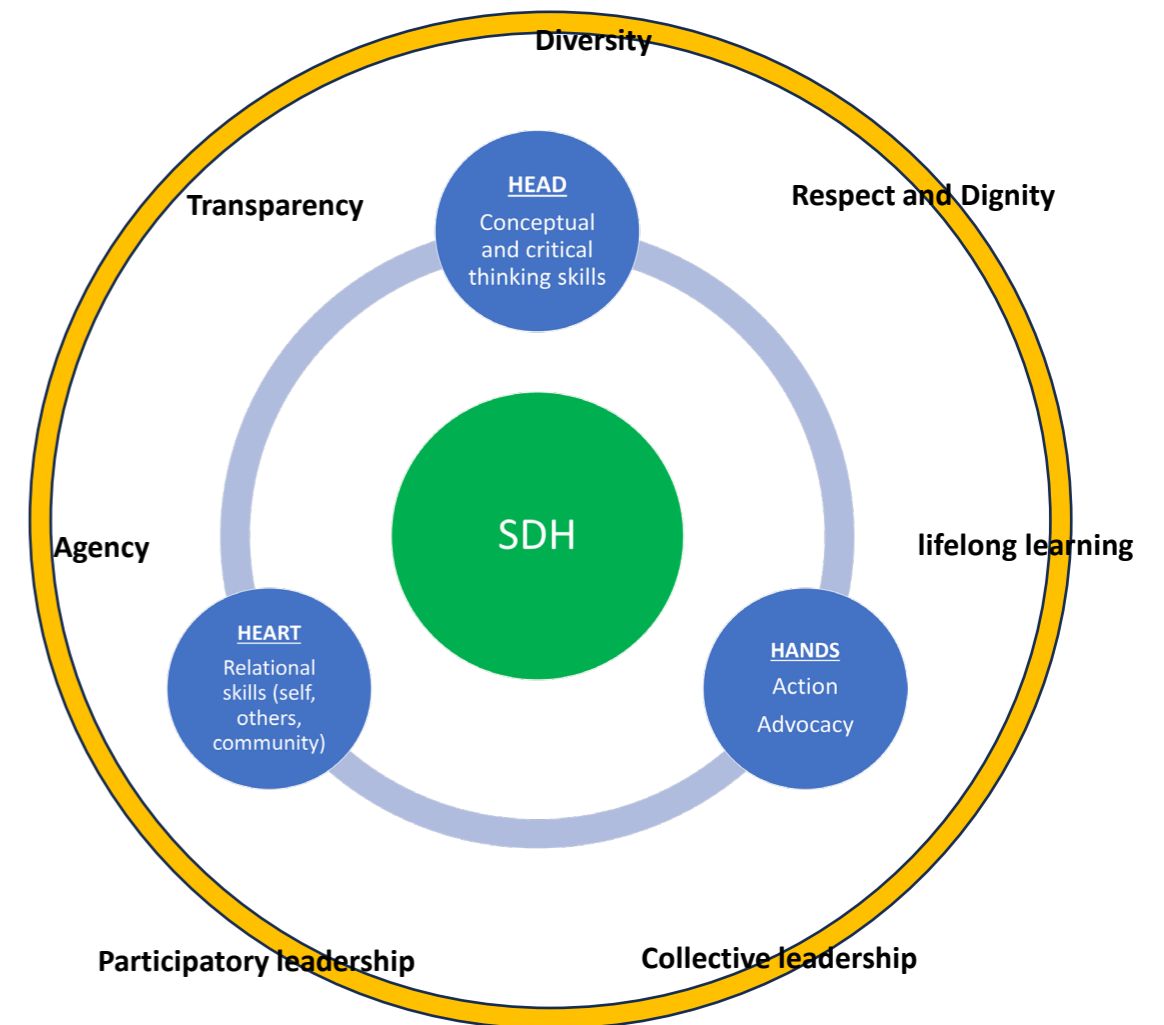 Diversity
Transparency
Respect and Dignity
HEAD
Conceptual
and critical
thinking skills
SDH
Agency
lifelong learning
HEART
Relational
skills (self,
others,
community)
HANDS
Action
Advocacy
Participatory leadership
Collective leadership